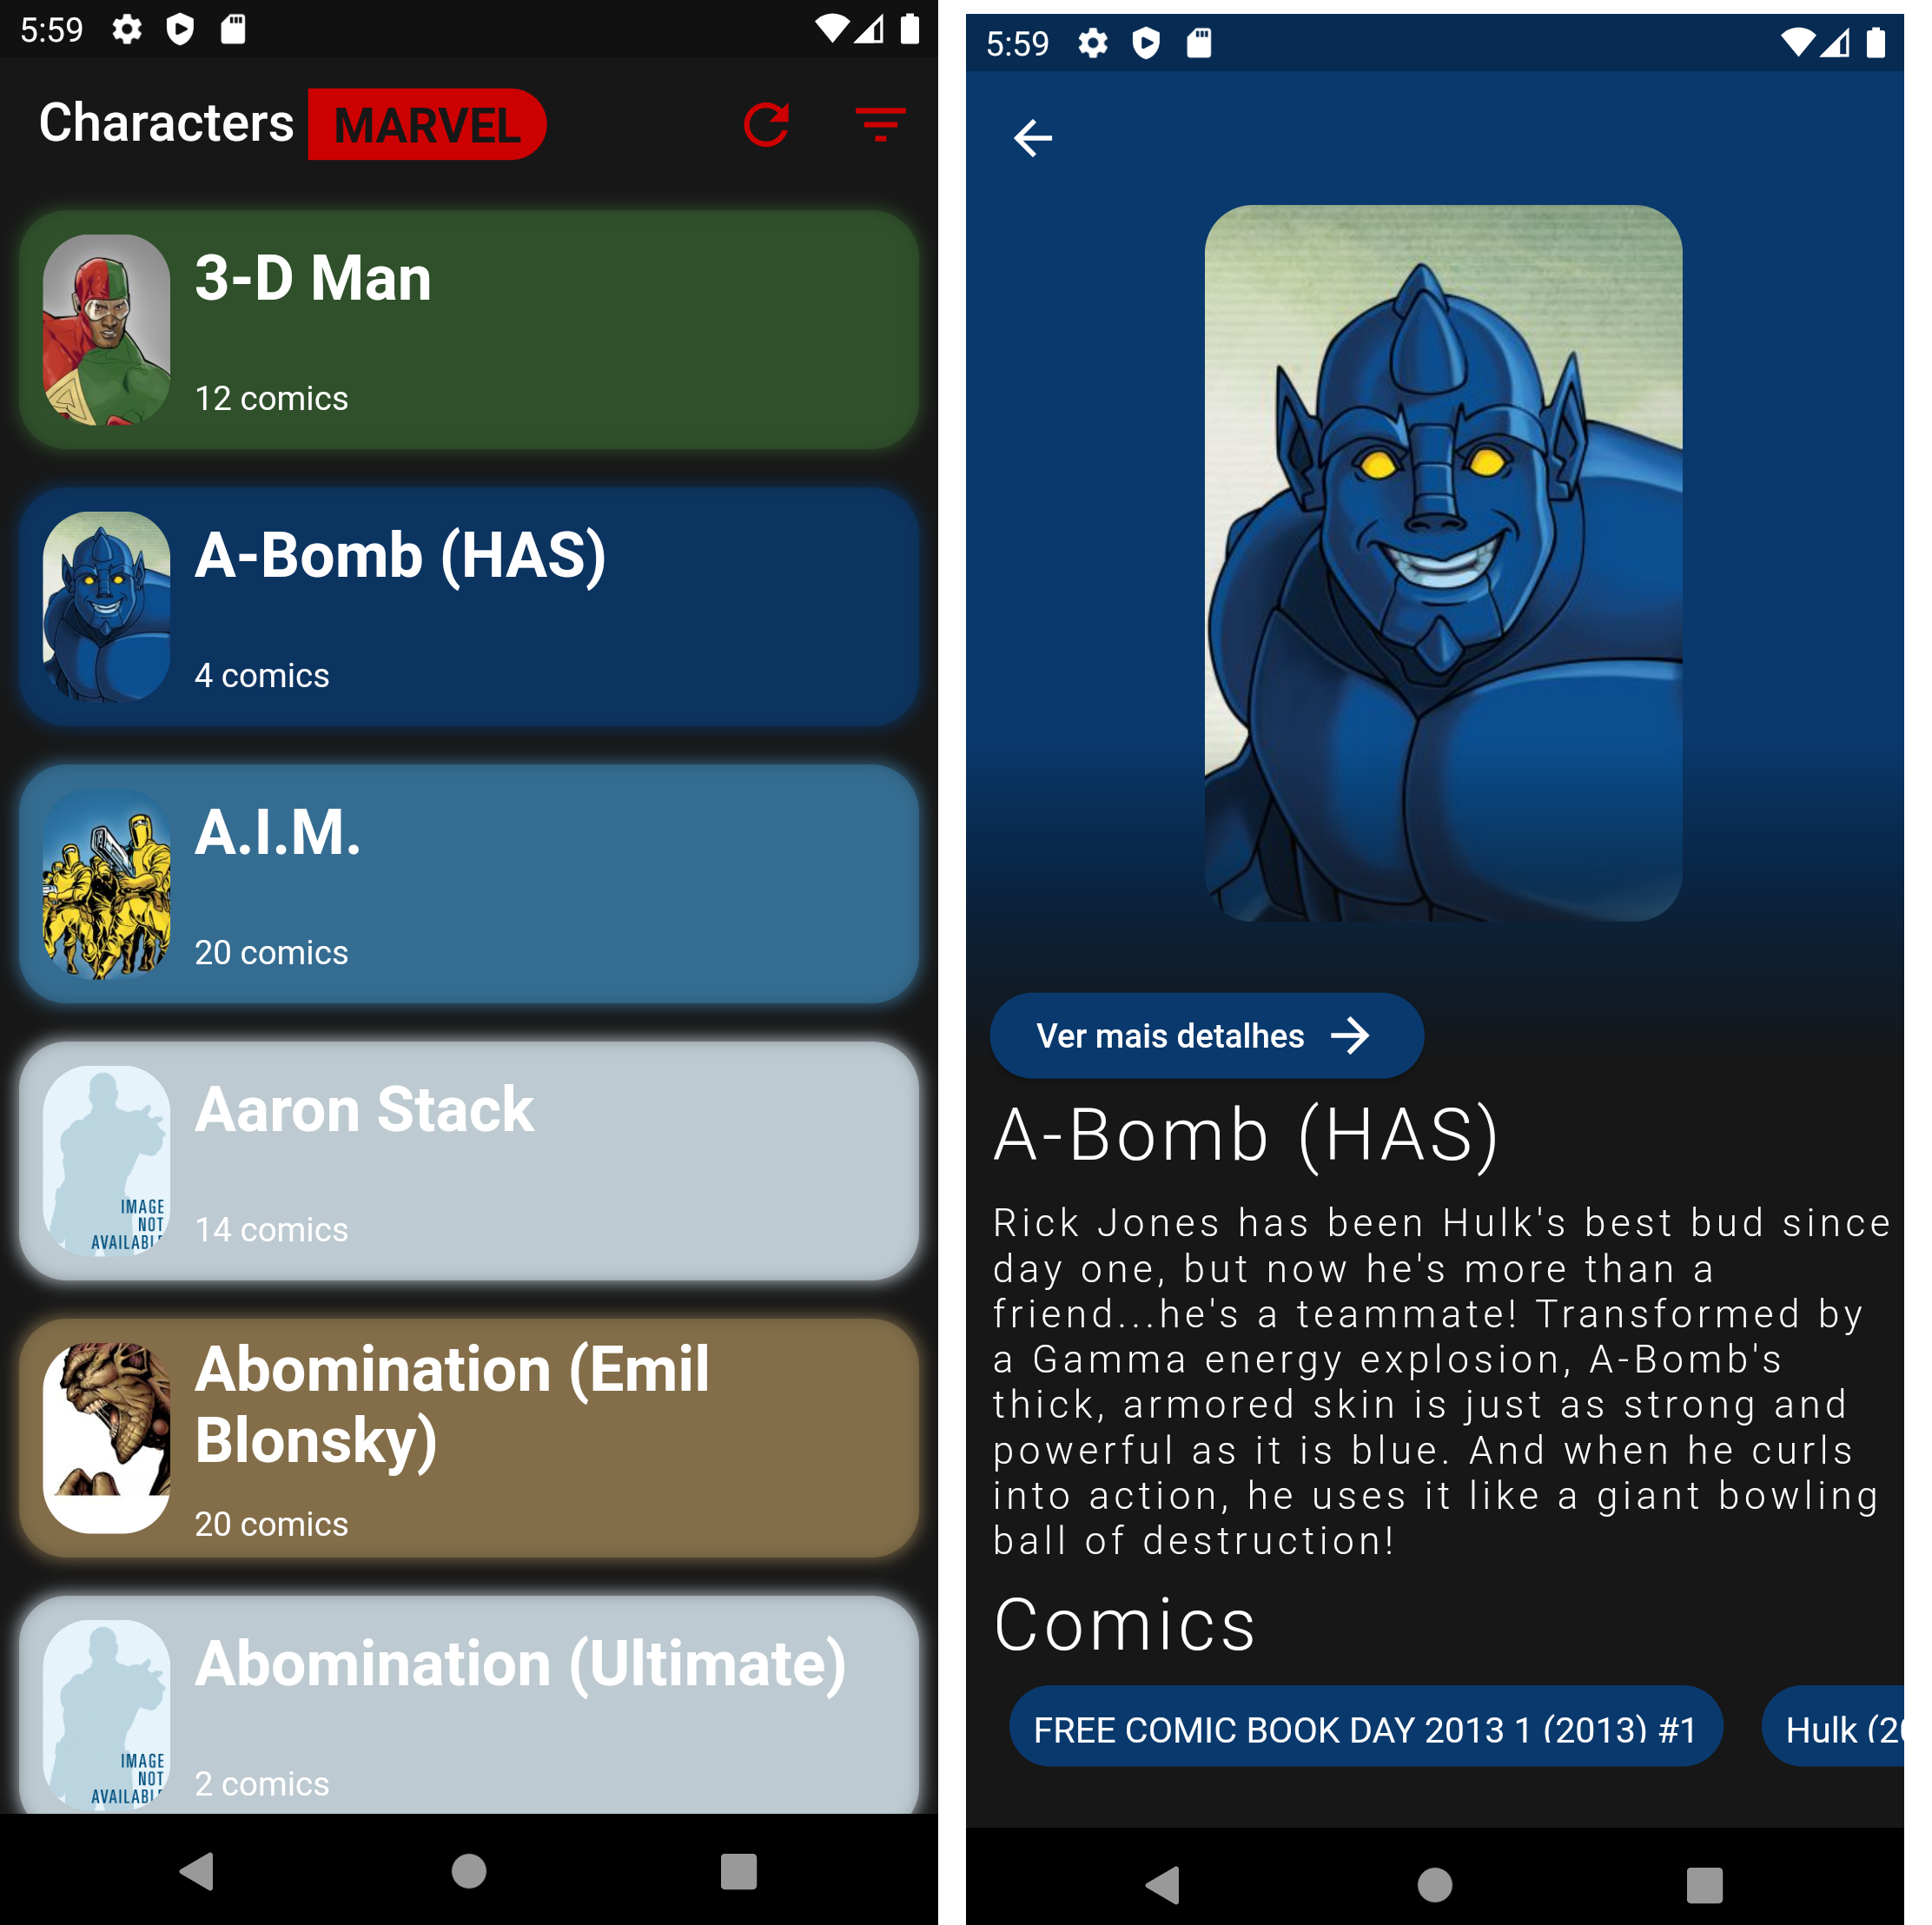 5:59
Characters MARVEL
3-D Man
12 comics
A-Bomb (HAS)
4 comics
A.I.M.
20 comics
Aaron Stack
14 comics
IMAGE
NOT
AVAILABLE
Abomination (Emil
Blonsky)
20 comics
Abomination (Ultimate)
2 comics
IMAGE
NOT
AVAILABLE
5:59
Ver mais detalhes
A-Bomb (HAS)
Rick Jones has been Hulk's best bud since
day one, but now he's more than a
friend...he's a teammate! Transformed by
a Gamma energy explosion, A-Bomb's
thick, armored skin is just as strong and
powerful as it is blue. And when he curls
into action, he uses it like a giant bowling
ball of destruction!
Comics
FREE COMIC BOOK DAY 2013 1 (2013) #1
Hulk (20